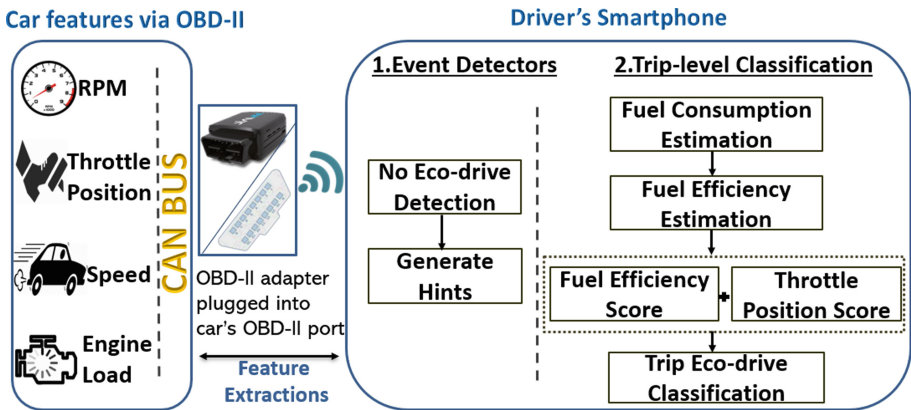 Car features via OBD-II
RPM
Throttle
Position
Speed
Engine
Load
CAN BUS
OBD-II adapter
plugged into
car's OBD-II port
Feature
Extractions
Driver's Smartphone
1.Event Detectors
No Eco-drive
Detection
Generate
Hints
2.Trip-level Classification
Fuel Consumption
Estimation
Fuel Efficiency
Estimation
Fuel Efficiency
Score
+
Throttle
Position Score
Trip Eco-drive
Classification